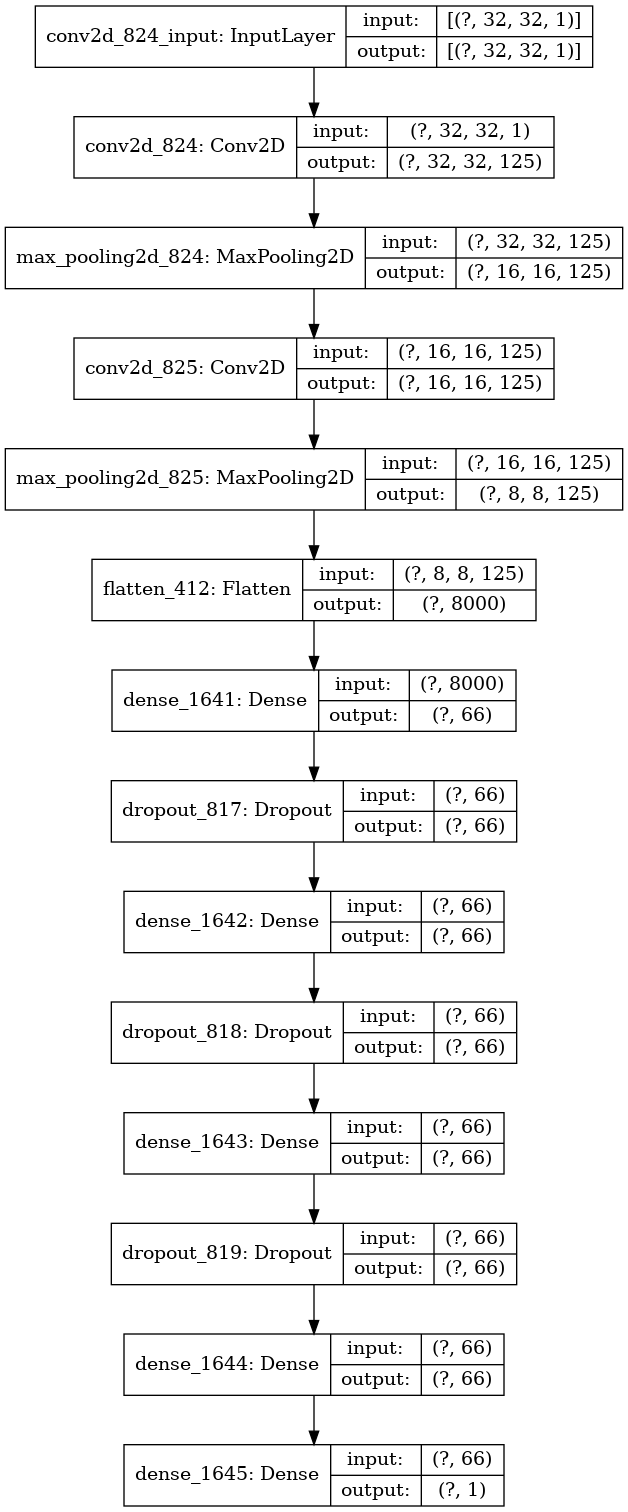 conv2d_824_input: InputLayer
input: [(?, 32, 32, 1)]
output: [(?, 32, 32, 1)]
conv2d_824: Conv2D
input: (?, 32, 32, 1)
output: (?, 32, 32, 125)
max_pooling2d_824: MaxPooling2D
input: (?, 32, 32, 125)
output: (?, 16, 16, 125)
conv2d_825: Conv2D
input: (?, 16, 16, 125)
output: (?, 16, 16, 125)
max_pooling2d_825: MaxPooling2D
input: (?, 16, 16, 125)
output: (?, 8, 8, 125)
flatten_412: Flatten
input: (?, 8, 8, 125)
output: (?, 8000)
dense_1641: Dense
input: (?, 8000)
output: (?, 66)
dropout_817: Dropout
input: (?, 66)
output: (?, 66)
dense_1642: Dense
input: (?, 66)
output: (?, 66)
dropout_818: Dropout
input: (?, 66)
output: (?, 66)
dense_1643: Dense
input: (?, 66)
output: (?, 66)
dropout_819: Dropout
input: (?, 66)
output: (?, 66)
dense_1644: Dense
input: (?, 66)
output: (?, 66)
dense_1645: Dense
input: (?, 66)
output: (?, 1)